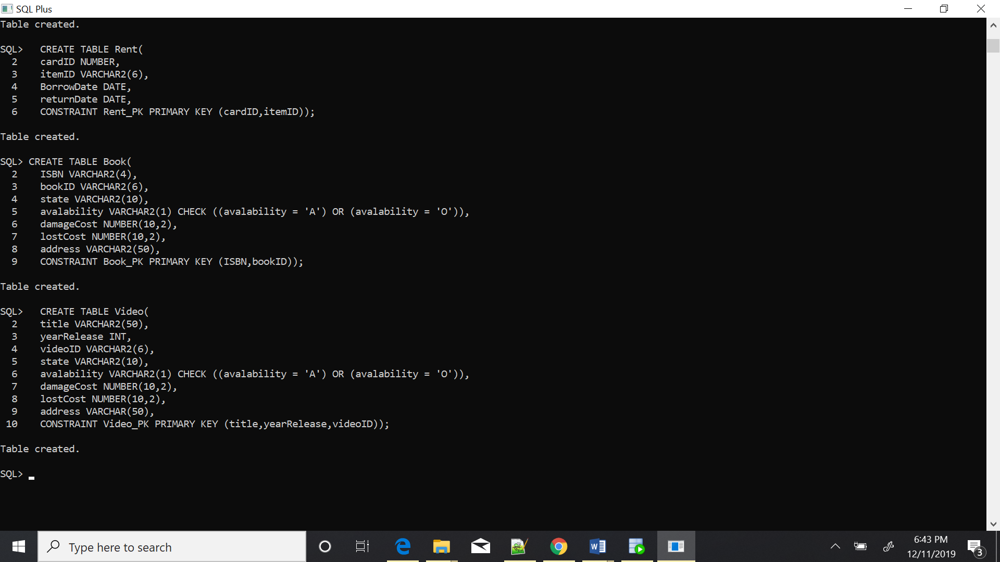 SQL Plus
Table created.
SQL>   CREATE TABLE Rent(
  2    cardID NUMBER,
  3    itemID VARCHAR2(6),
  4    BorrowDate DATE,
  5    returnDate DATE,
  6    CONSTRAINT Rent_PK PRIMARY KEY (cardID,itemID));
Table created.
SQL> CREATE TABLE Book(
  2    ISBN VARCHAR2(4),
  3    bookID VARCHAR2(6),
  4    state VARCHAR2(10),
  5    avalability VARCHAR2(1) CHECK ((avalability = 'A') OR (avalability = 'O')),
  6    damageCost NUMBER(10,2),
  7    lostCost NUMBER(10,2),
  8    address VARCHAR2(50),
  9    CONSTRAINT Book_PK PRIMARY KEY (ISBN,bookID));
Table created.
SQL>   CREATE TABLE Video(
  2    title VARCHAR2(50),
  3    yearRelease INT,
  4    videoID VARCHAR2(6),
  5    state VARCHAR2(10),
  6    avalability VARCHAR2(1) CHECK ((avalability = 'A') OR (avalability = 'O')),
  7    damageCost NUMBER(10,2),
  8    lostCost NUMBER(10,2),
  9    address VARCHAR(50),
 10    CONSTRAINT Video_PK PRIMARY KEY (title,yearRelease,videoID));
Table created.
SQL>
Type here to search
6:43 PM
12/11/2019
3